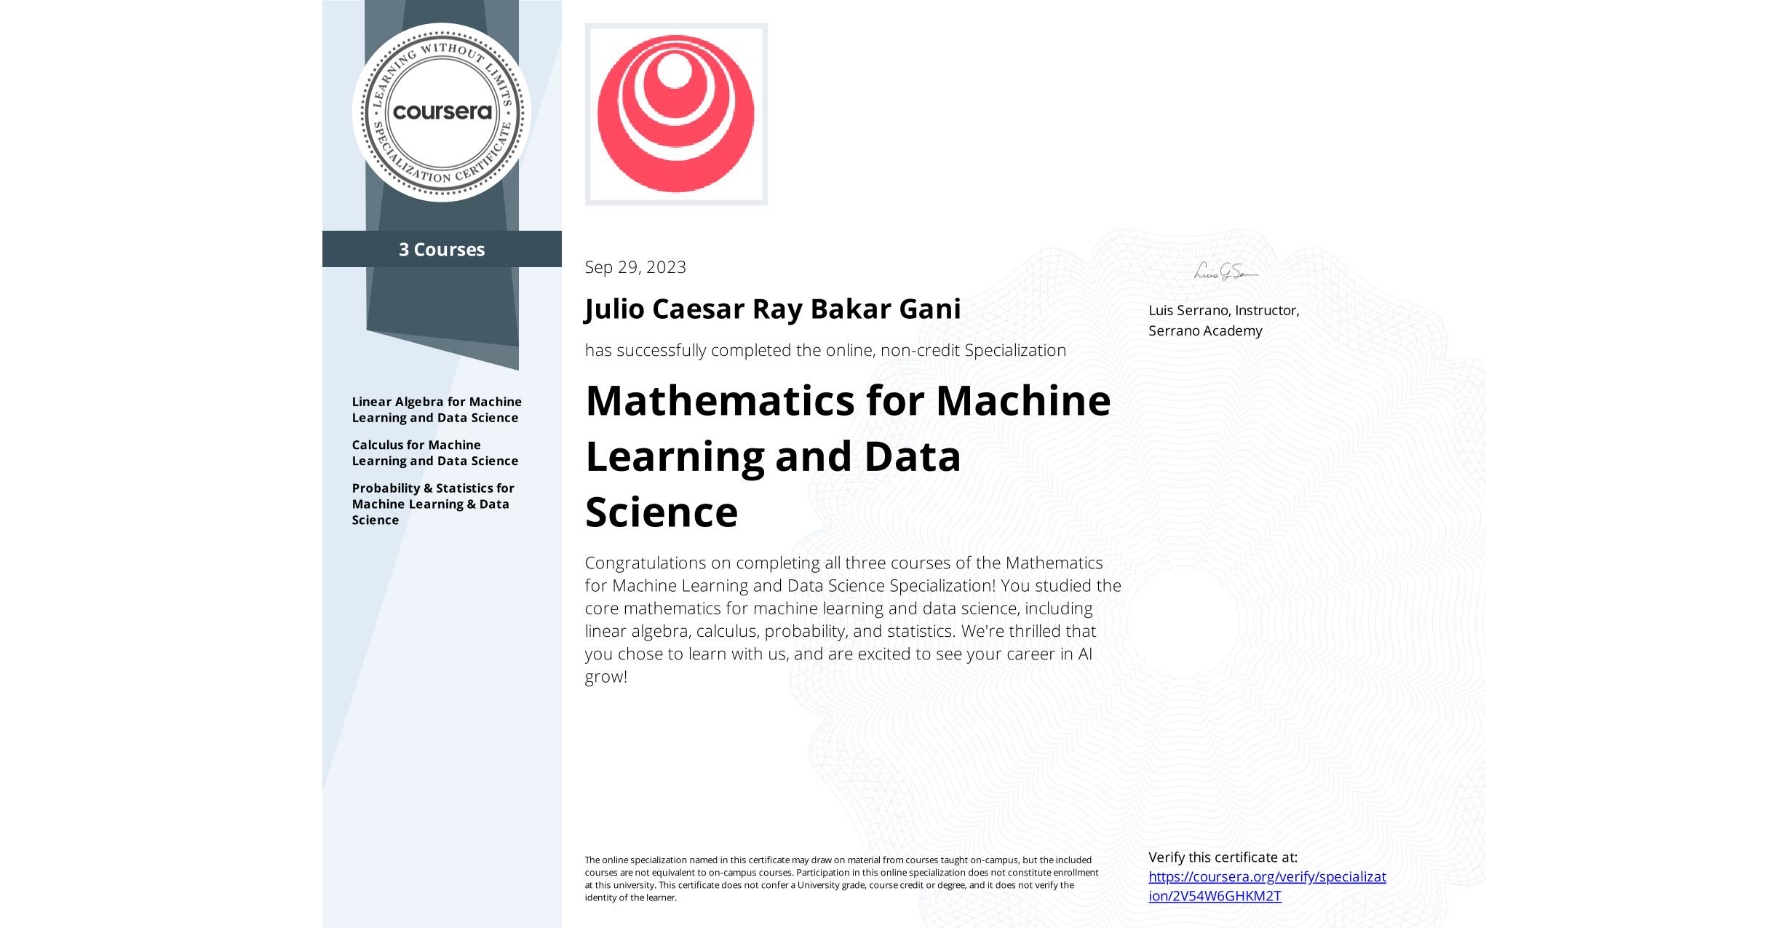 LEARNING WITHOUT LIMITS
coursera
SPECIALIZATION CERTIFICATE
3 Courses
Linear Algebra for Machine
Learning and Data Science
Calculus for Machine
Learning and Data Science
Probability & Statistics for
Machine Learning & Data
Science
Sep 29, 2023
Julio Caesar Ray Bakar Gani
has successfully completed the online, non-credit Specialization
Mathematics for Machine
Learning and Data
Science
Congratulations on completing all three courses of the Mathematics
for Machine Learning and Data Science Specialization! You studied the
core mathematics for machine learning and data science, including
linear algebra, calculus, probability, and statistics. We're thrilled that
you chose to learn with us, and are excited to see your career in AI
grow!
Luis Serrano, Instructor,
Serrano Academy
The online specialization named in this certificate may draw on material from courses taught on-campus, but the included
courses are not equivalent to on-campus courses. Participation in this online specialization does not constitute enrollment
at this university. This certificate does not confer a University grade, course credit or degree, and it does not verify the
identity of the learner.
Verify this certificate at:
https://coursera.org/verify/specializat
ion/2V54W6GHKM2T